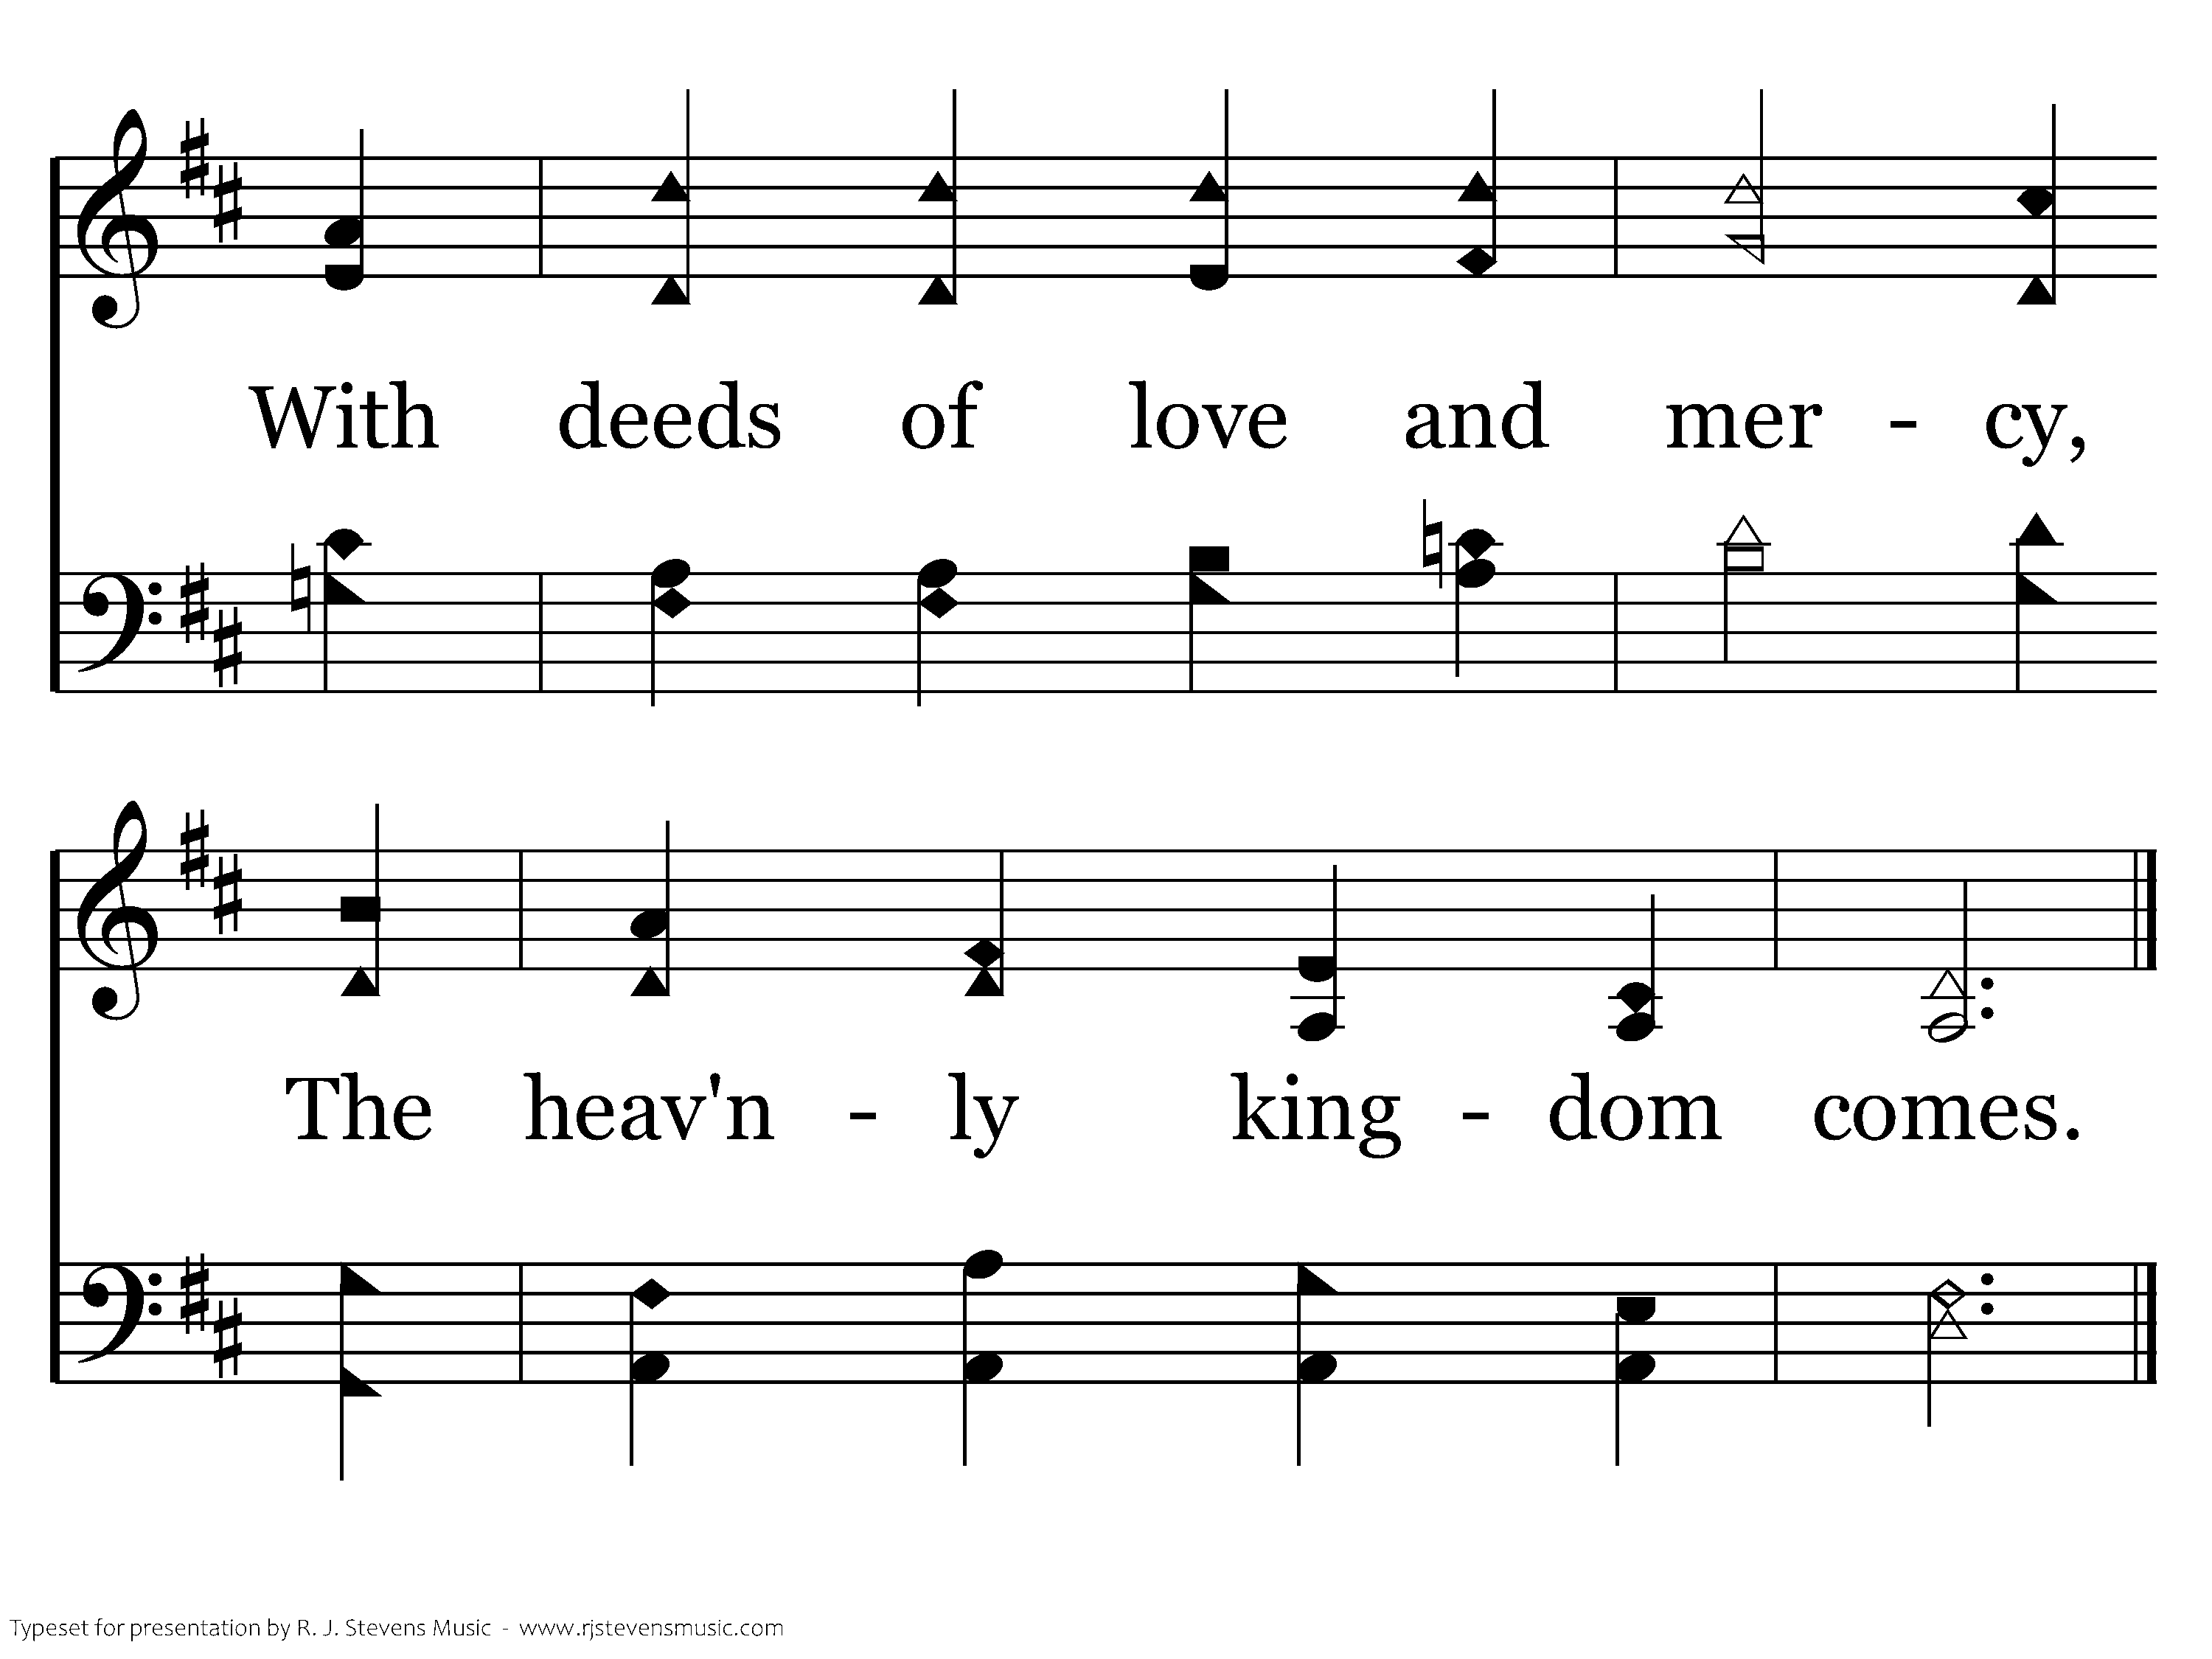 With deeds of love and mer - cy,
The heav'n - ly king - dom comes.
Typeset for presentation by R. J. Stevens Music - www.rjstevensmusic.com